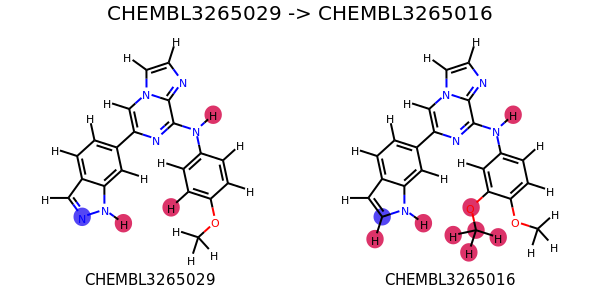 CHEMBL3265029 -> CHEMBL3265016
H H H H
N N N N
H H
H N H N H H
N N
H H H H
H H H H
H H H H
H N N H H N H H O O H
H O H H H H
H H H H H
CHEMBL3265029 CHEMBL3265016